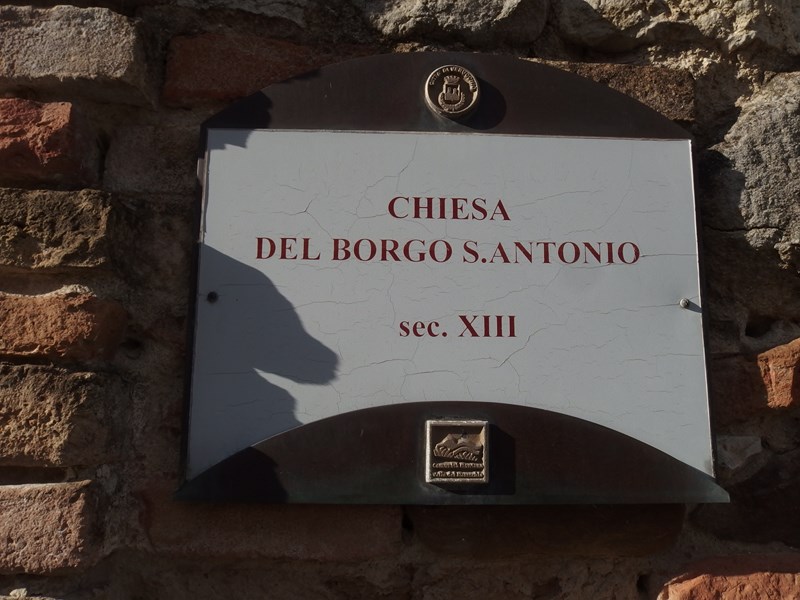 CHIESA
DEL BORGO S.ANTONIO
sec. XIII